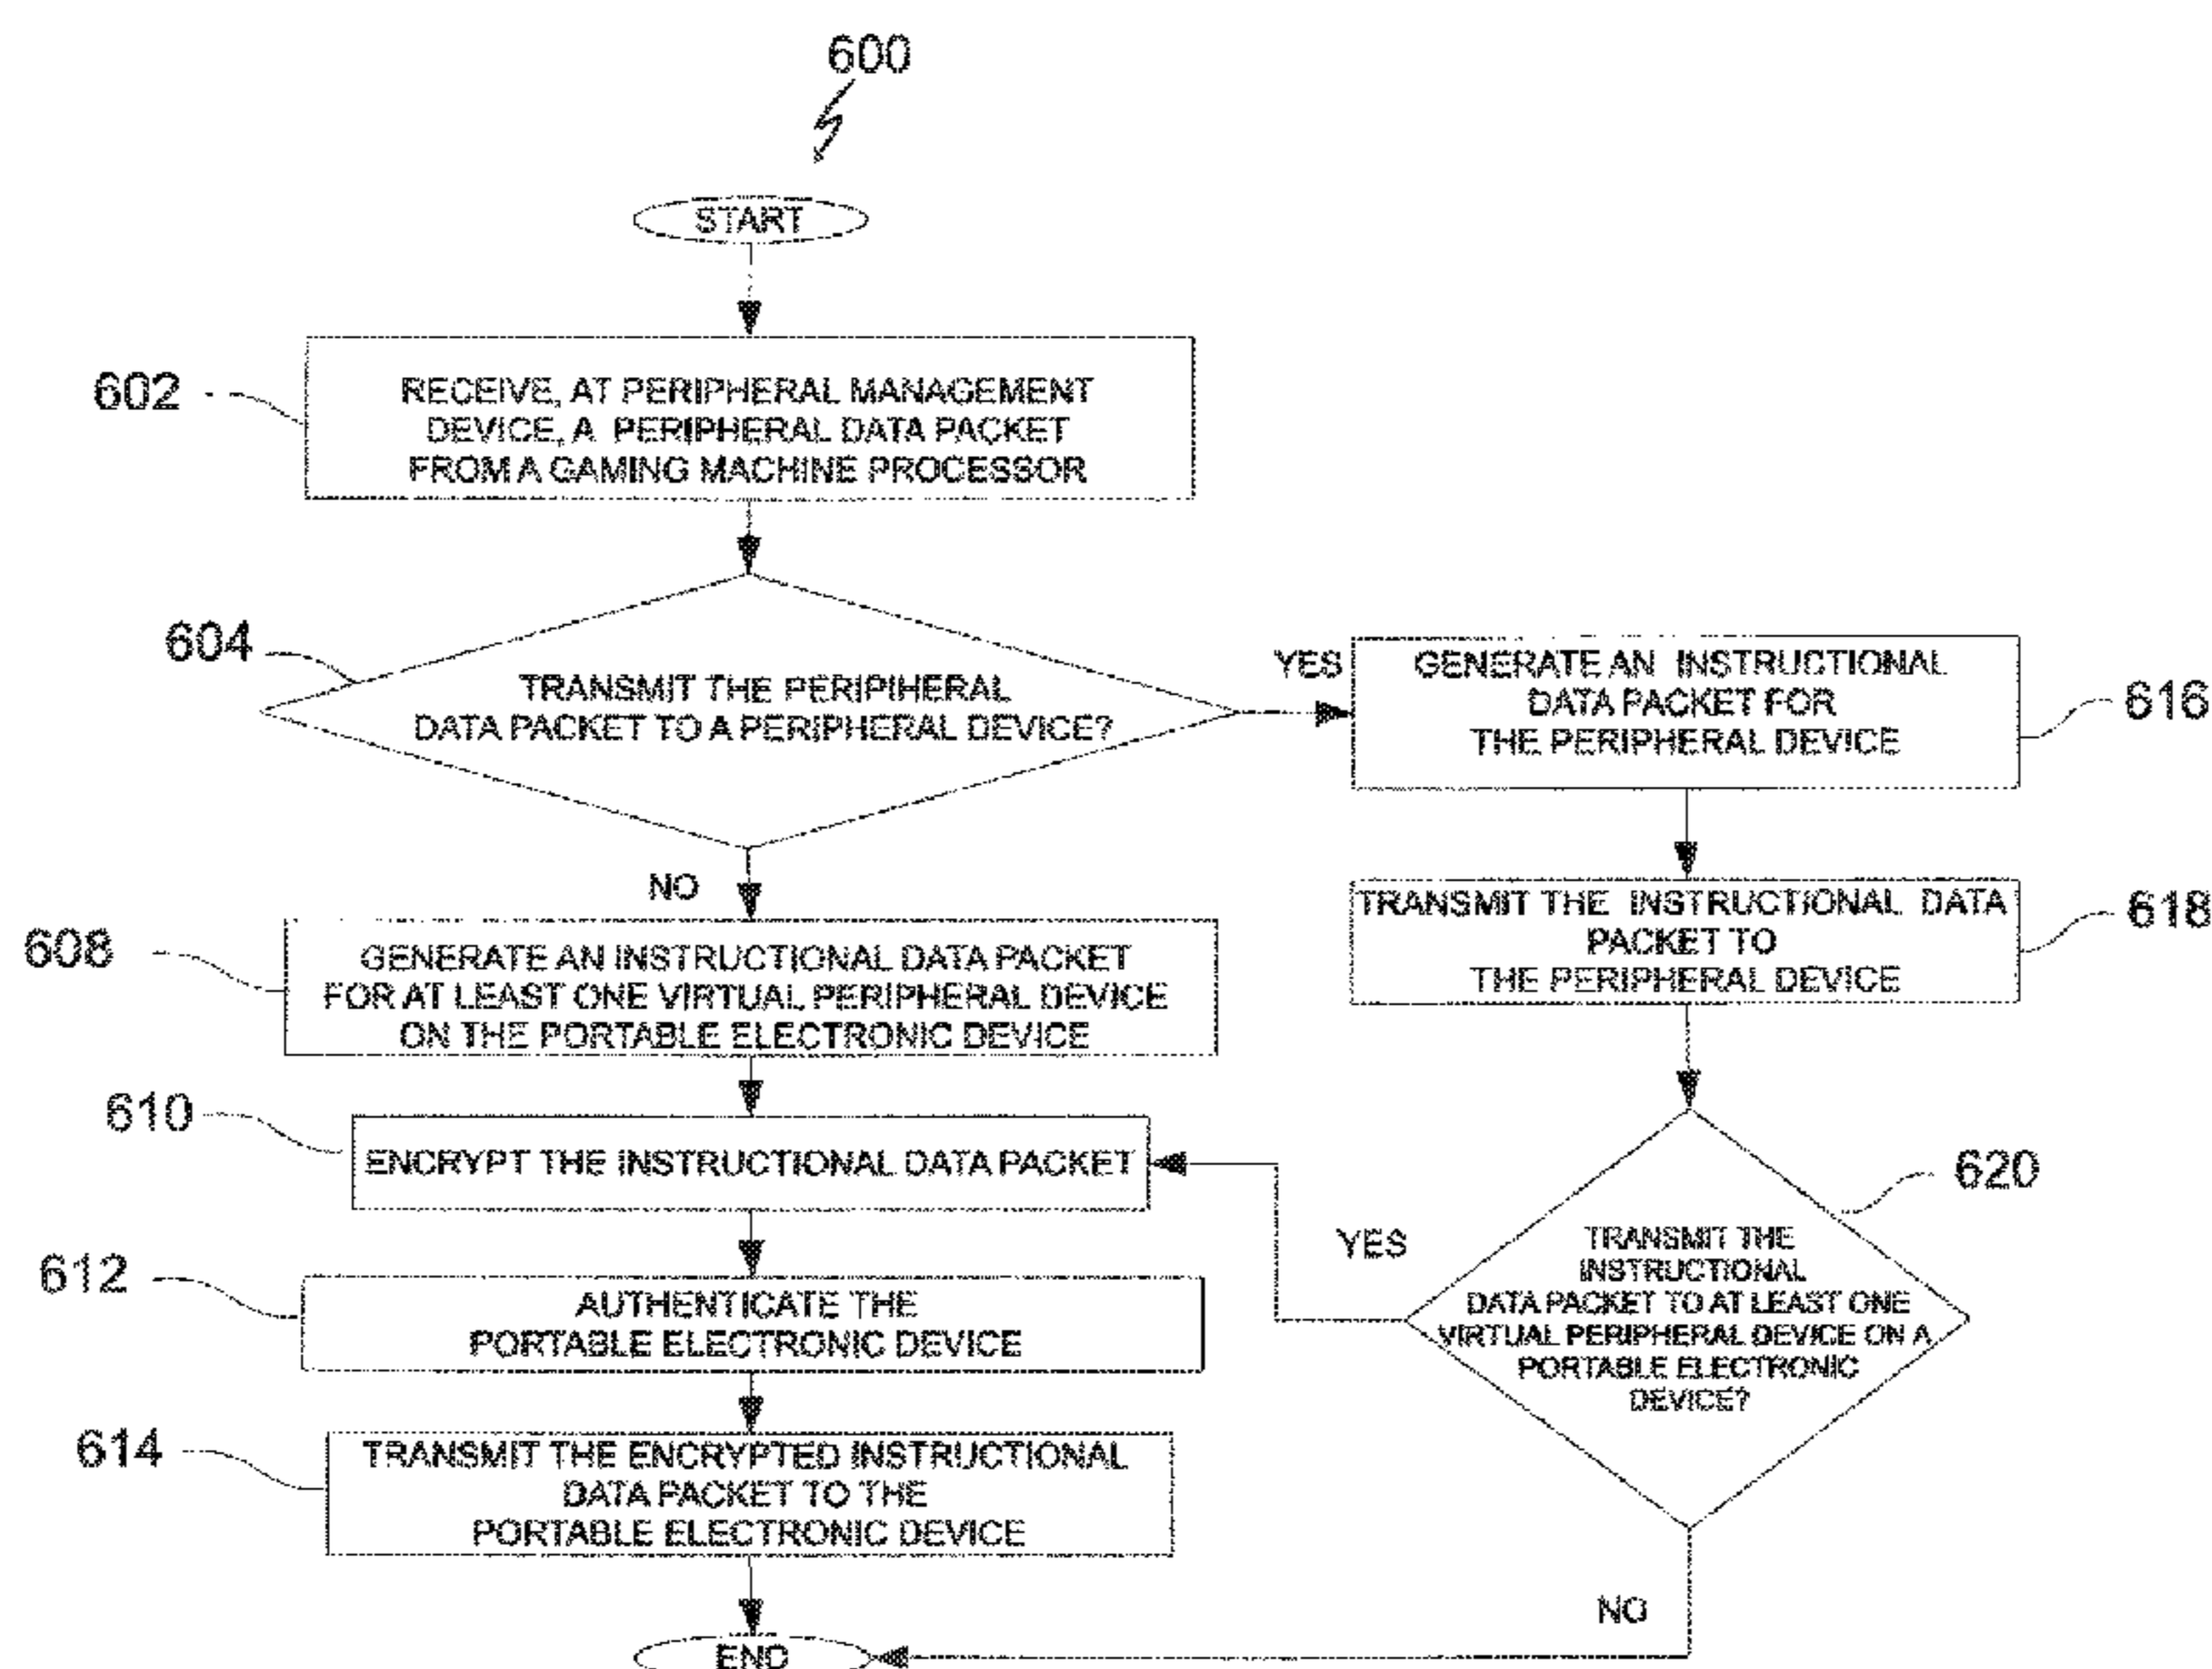 600
START
602
RECEIVE, AT PERIPHERAL MANAGEMENT
DEVICE, A PERIPHERAL DATA PACKET
FROM A GAMING MACHINE PROCESSOR
604
TRANSMIT THE PERIPIHERAL
DATA PACKET TO A PERIPHERAL DEVICE?
YES
GENERATE AN INSTRUCTIONAL
DATA PACKET FOR
THE PERIPHERAL DEVICE
616
NO
608
GENERATE AN INSTRUCTIONAL DATA PACKET
FOR AT LEAST ONE VIRTUAL PERIPHERAL DEVICE
ON THE PORTABLE ELECTRONIC DEVICE
TRANSMIT THE INSTRUCTIONAL DATA
PACKET TO
THE PERIPHERAL DEVICE
618
610
ENCRYPT THE INSTRUCTIONAL DATA PACKET
620
YES
TRANSMIT THE
INSTRUCTIONAL
DATA PACKET TO AT LEAST ONE
VIRTUAL PERIPHERAL DEVICE ON A
PORTABLE ELECTRONIC
DEVICE?
612
AUTHENTICATE THE
PORTABLE ELECTRONIC DEVICE
614
TRANSMIT THE ENCRYPTED INSTRUCTIONAL
DATA PACKET TO THE
PORTABLE ELECTRONIC DEVICE
NO
END